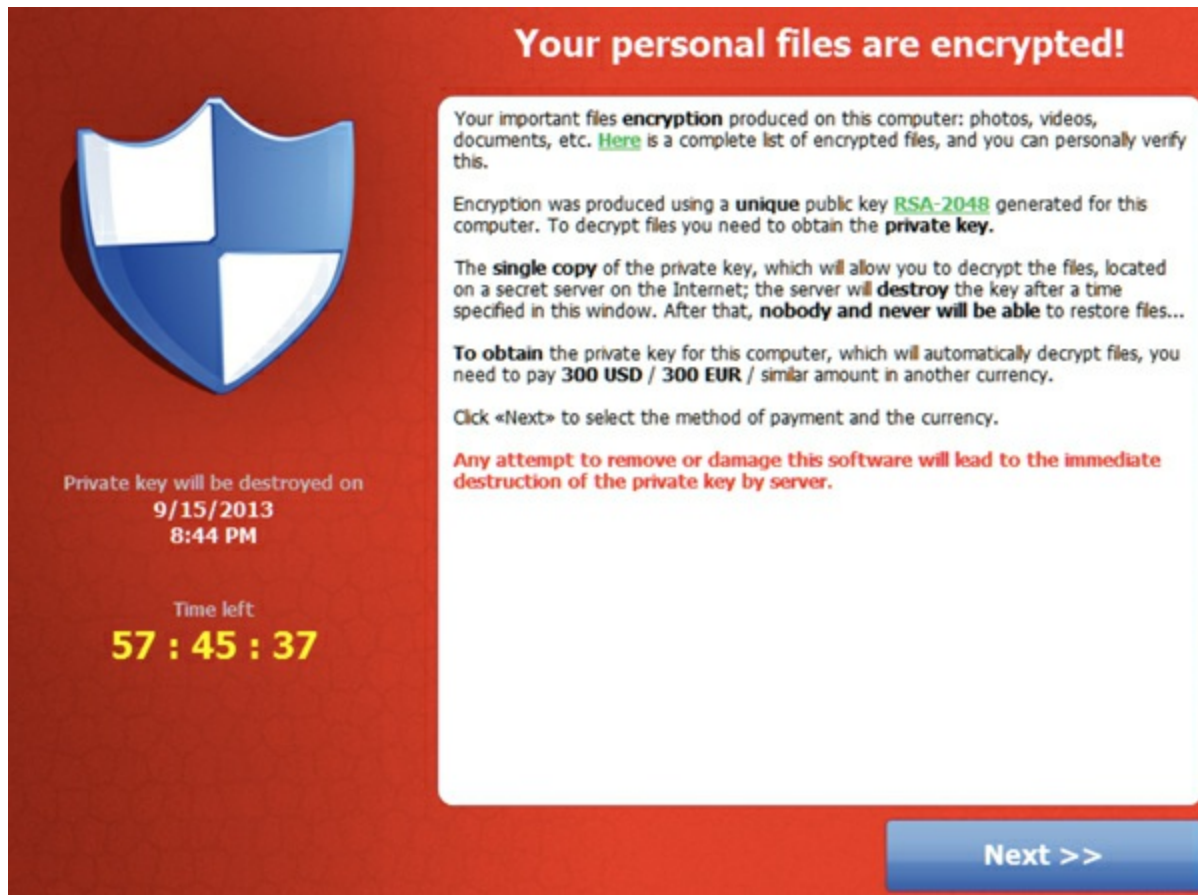 Your personal files are encrypted!
Your important files encryption produced on this computer: photos, videos,
documents, etc. Here is a complete list of encrypted files, and you can personally verify
this.
Encryption was produced using a unique public key RSA-2048 generated for this
computer. To decrypt files you need to obtain the private key.
The single copy of the private key, which will allow you to decrypt the files, located
on a secret server on the Internet; the server will destroy the key after a time
specified in this window. After that, nobody and never will be able to restore files...
To obtain the private key for this computer, which will automatically decrypt files, you
need to pay 300 USD / 300 EUR / similar amount in another currency.
Click «Next» to select the method of payment and the currency.
Any attempt to remove or damage this software will lead to the immediate
destruction of the private key by server.
Private key will be destroyed on
9/15/2013
8:44 PM
Time left
57 : 45 : 37
Next >>